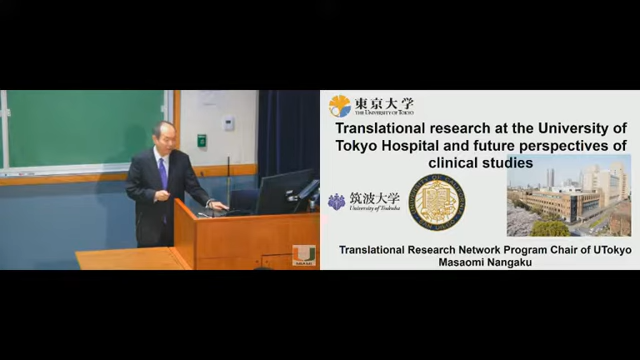 東京大学
THE UNIVERSITY OF TOKYO
Translational research at the University of
Tokyo Hospital and future perspectives of
clinical studies
筑波大学
University of Tsukuba
Translational Research Network Program Chair of UTokyo
Masaomi Nangaku